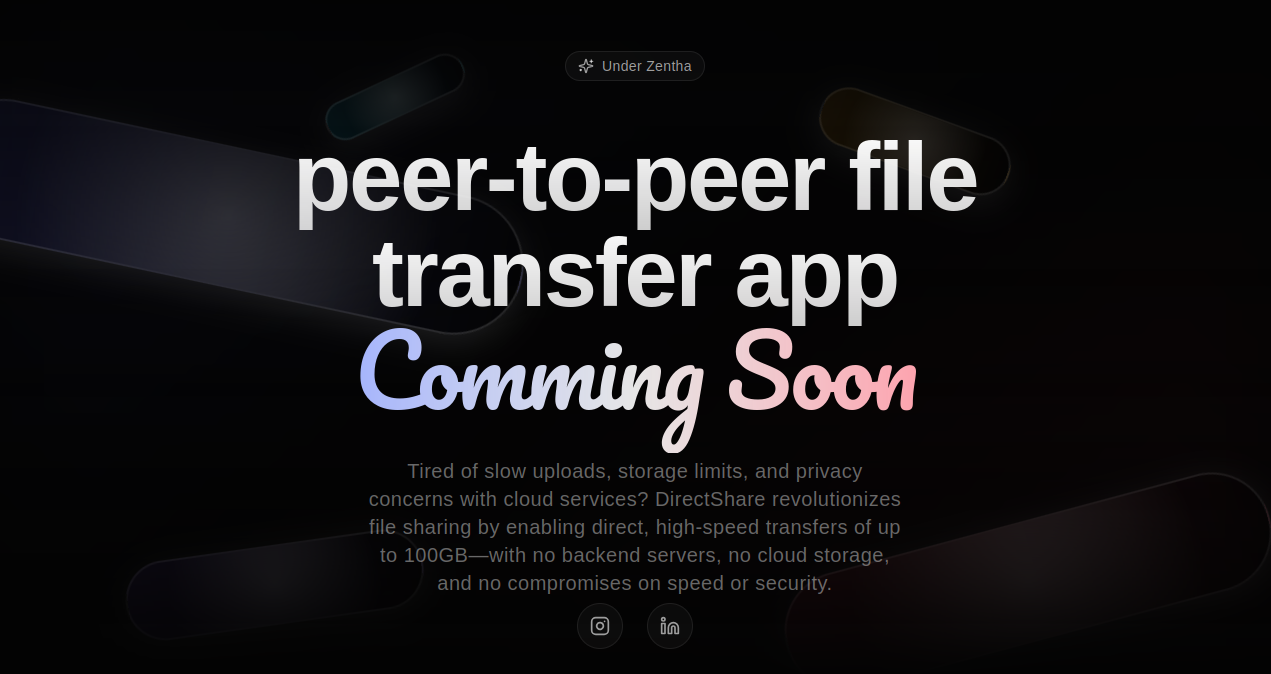 Under Zentha
peer-to-peer file
transfer app
Comming Soon
Tired of slow uploads, storage limits, and privacy
concerns with cloud services? DirectShare revolutionizes
file sharing by enabling direct, high-speed transfers of up
to 100GB—with no backend servers, no cloud storage,
and no compromises on speed or security.